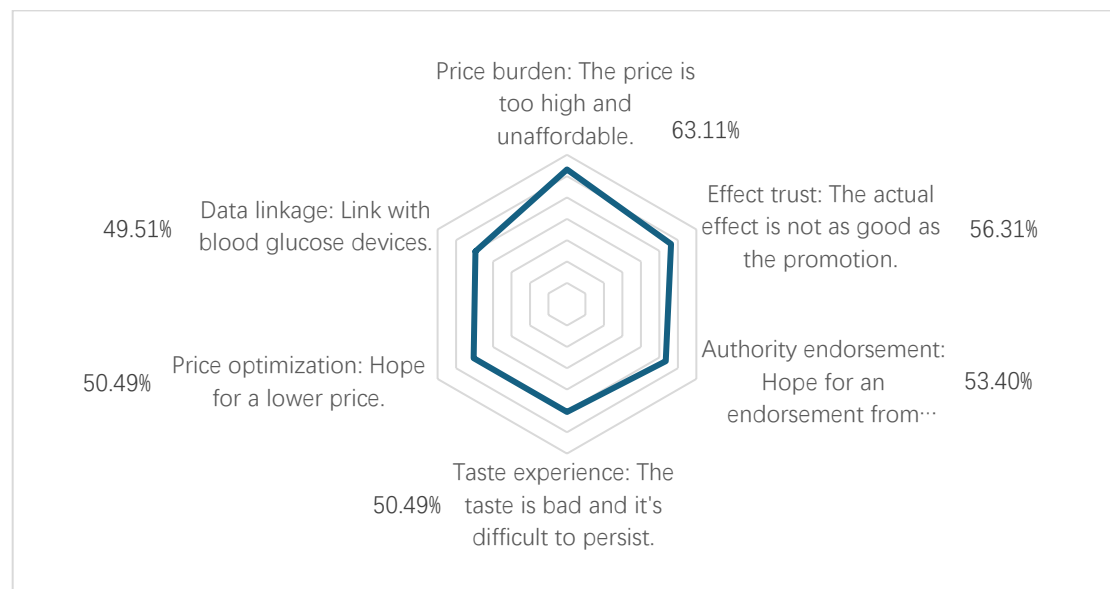 Price burden: The price is
too high and
unaffordable.
63.11%
Effect trust: The actual
effect is not as good as
the promotion.
56.31%
Authority endorsement:
Hope for an
endorsement from…
53.40%
Taste experience: The
taste is bad and it's
difficult to persist.
50.49%
Price optimization: Hope
for a lower price.
50.49%
Data linkage: Link with
blood glucose devices.
49.51%